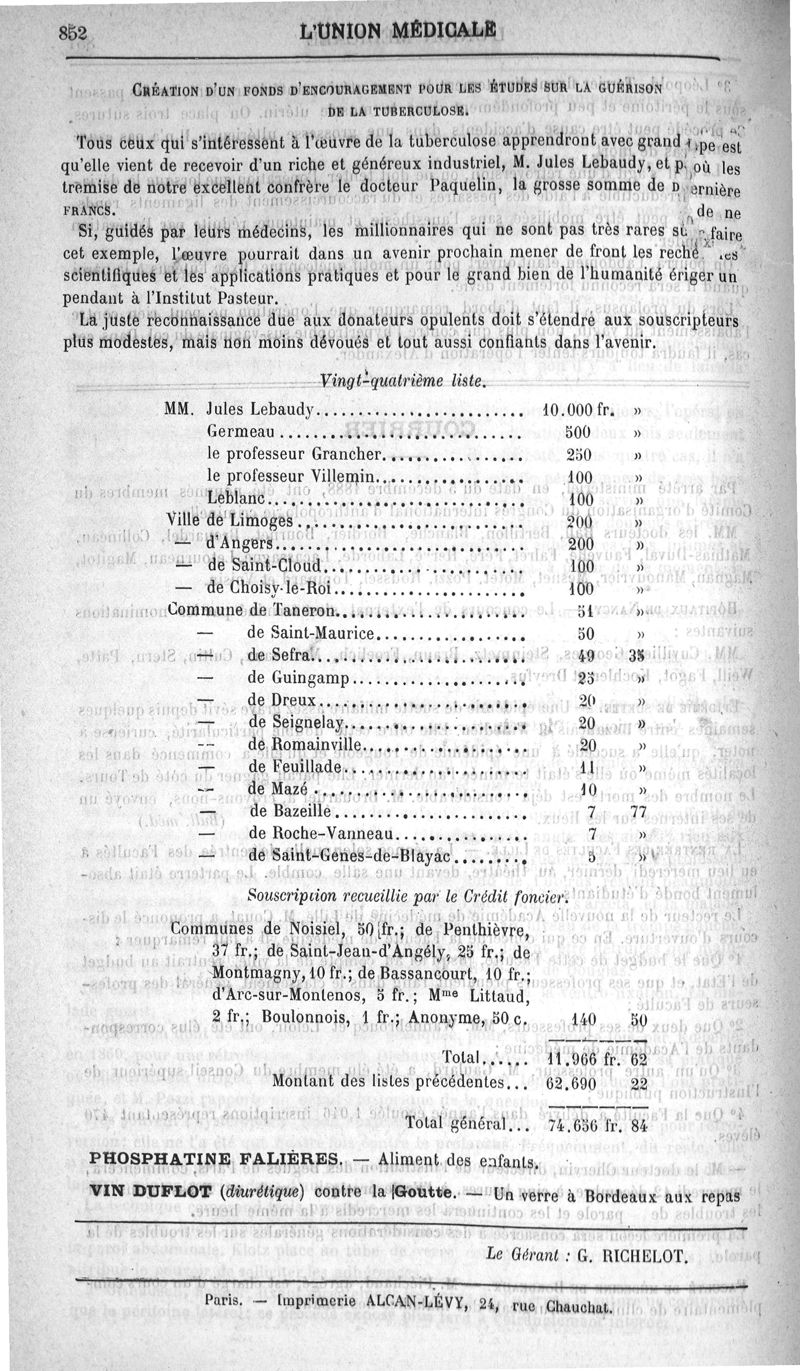 852
L'UNION MÉDICALE
CRÉATION D'UN FONDS D'ENCOURAGEMENT POUR LES ÉTUDES SUR LA GUÉRISON
DE LA TUBERCULOSE.
Tous ceux qui s'intéressent à l'œuvre de la tuberculose apprendront avec grand pe est
qu'elle vient de recevoir d'un riche et généreux industriel, M. Jules Lebaudy, et p où les
tremise de notre excellent confrère le docteur Paquelin, la grosse somme de D ernière
FRANCS. de ne
Si, guidés par leurs médecins, les millionnaires qui ne sont pas très rares su faire
cet exemple, l'œuvre pourrait dans un avenir prochain mener de front les reche es
scientifiques et les applications pratiques et pour le grand bien de l'humanité ériger un
pendant à l'Institut Pasteur.
La juste reconnaissance due aux donateurs opulents doit s'étendre aux souscripteurs
plus modestes, mais non moins dévoués et tout aussi confiants dans l'avenir.
Vingt-quatrième liste.
MM. Jules Lebaudy........................ 10.000 fr. »
Germeau........................ 500 »
le professeur Grancher................. 250 »
le professeur Villemin.................. 100 »
Leblanc............................... 100 »
Ville de Limoges........................... 200 »
— d'Angers.............................. 200 »
— de Saint-Cloud........................ 100 »
— de Choisy-le-Roi....................... 100 »
Commune de Taneron....................... 51 »
— de Saint-Maurice.................. 50 »
— de Sefra.......................... 49 35
— de Guingamp..................... 25 »
— de Dreux......................... 20 »
— de Seignelay...................... 20 »
— de Romainville.................... 20 »
— de Feuillade...................... 11 »
— de Mazé.......................... 10 »
— de Bazeille....................... 7 77
— de Roche-Vanneau................ 7 »
— de Saint-Genes-de-Blayac......... 5 »
Souscription recueillie par le Crédit foncier.
Communes de Noisiel, 50 fr.; de Penthièvre,
37 fr.; de Saint-Jean-d'Angély, 25 fr.; de
Montmagny, 10 fr.; de Bassancourt, 10 fr.;
d'Arc-sur-Montenos, 5 fr.; Mme Littaud,
2 fr.; Boulonnois, 1 fr.; Anonyme, 50 c. 140 50
Total...... 11.966 fr. 62
Montant des listes précédentes... 62.690 22
Total général... 74.656 fr. 84
PHOSPHATINE FALIÈRES. — Aliment des enfants.
VIN DUFLOT (diurétique) contre la Goutte. — Un verre à Bordeaux aux repas
Le Gérant : G. RICHELOT.
Paris. — Imprimerie ALCAN-LÉVY, 24, rue Chauchat.